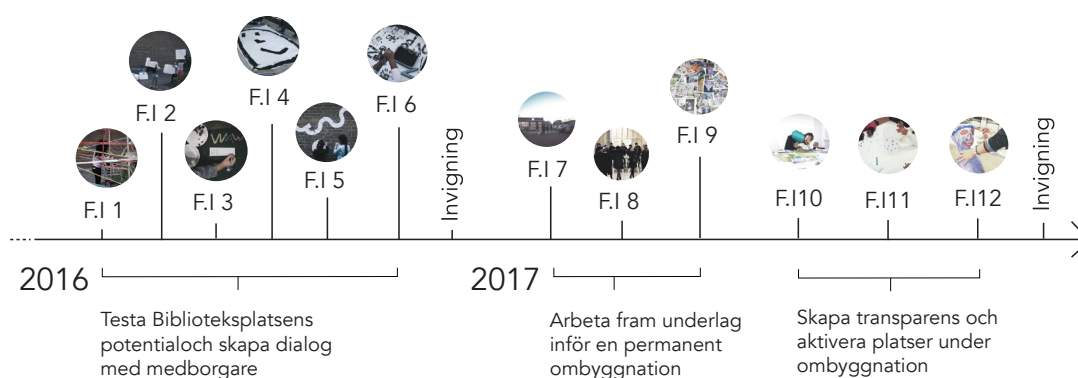 F.I 1
F.I 2
F.I 3
F.I 4
F.I 5
F.I 6
Invigning
F.I 7
F.I 8
F.I 9
F.I10
F.I11
F.I12
Invigning
2016
Testa Biblioteksplatsens
potentialoch skapa dialog
med medborgare
2017
Arbeta fram underlag
inför en permanent
ombyggnation
Skapa transparens och
aktivera platser under
ombyggnation